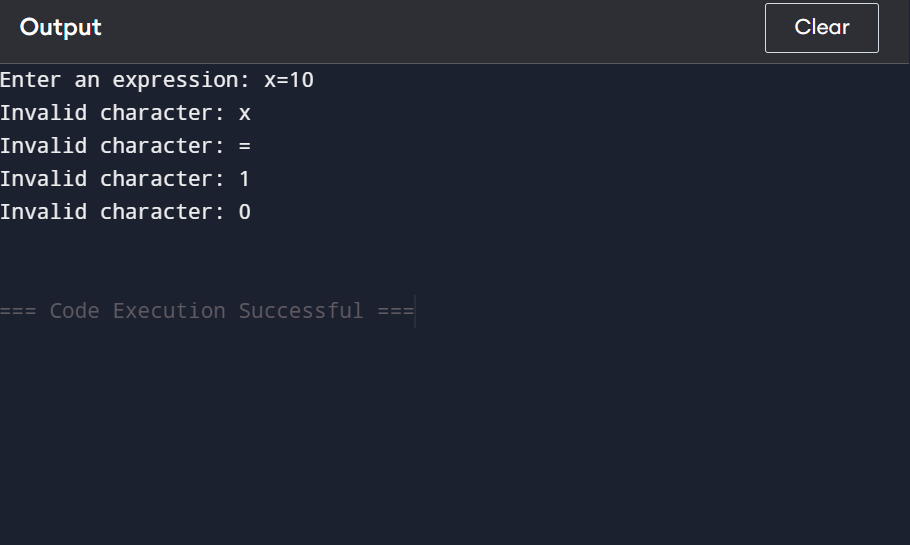 Output
Clear
Enter an expression: x=10
Invalid character: x
Invalid character: =
Invalid character: 1
Invalid character: 0
=== Code Execution Successful ===